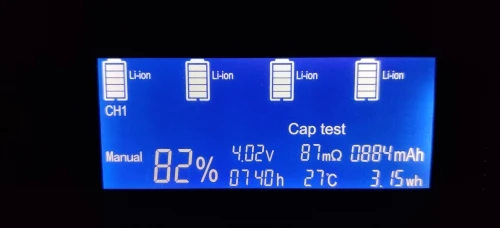 Li-ion Li-ion Li-ion Li-ion
CH1
Cap test
Manual 82% 4.02v 87mΩ 0884mAh
0740h 27℃ 3.15wh